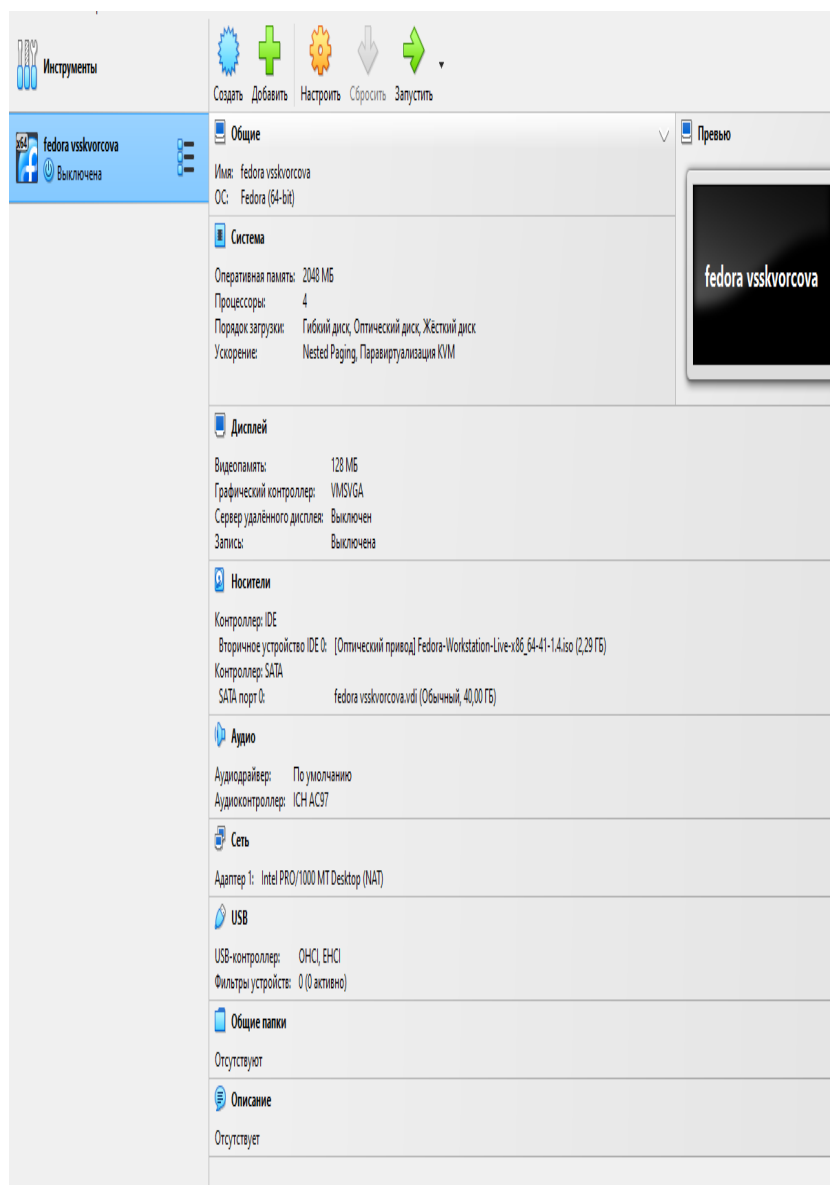 Инструменты
Создать Добавить Настроить Сбросить Запустить
x64
fedora vsskvorcova
Выключена
Общие
Имя: fedora vsskvorcova
ОС: Fedora (64-bit)
Превью
fedora vsskvorcova
Система
Оперативная память: 2048 МБ
Процессоры: 4
Порядок загрузки: Гибкий диск, Оптический диск, Жёсткий диск
Ускорение: Nested Paging, Паравиртуализация KVM
Дисплей
Видеопамять: 128 МБ
Графический контроллер: VMSVGA
Сервер удалённого дисплея: Выключен
Запись: Выключена
Носители
Контроллер: IDE
Вторичное устройство IDE 0: [Оптический привод] Fedora-Workstation-Live-x86_64-41-1.4.iso (2,29 ГБ)
Контроллер: SATA
SATA порт 0: fedora vsskvorcova.vdi (Обычный, 40,00 ГБ)
Аудио
Аудиодрайвер: По умолчанию
Аудиоконтроллер: ICH AC97
Сеть
Адаптер 1: Intel PRO/1000 MT Desktop (NAT)
USB
USB-контроллер: OHCI, EHCI
Фильтры устройств: 0 (0 активно)
Общие папки
Отсутствуют
Описание
Отсутствует